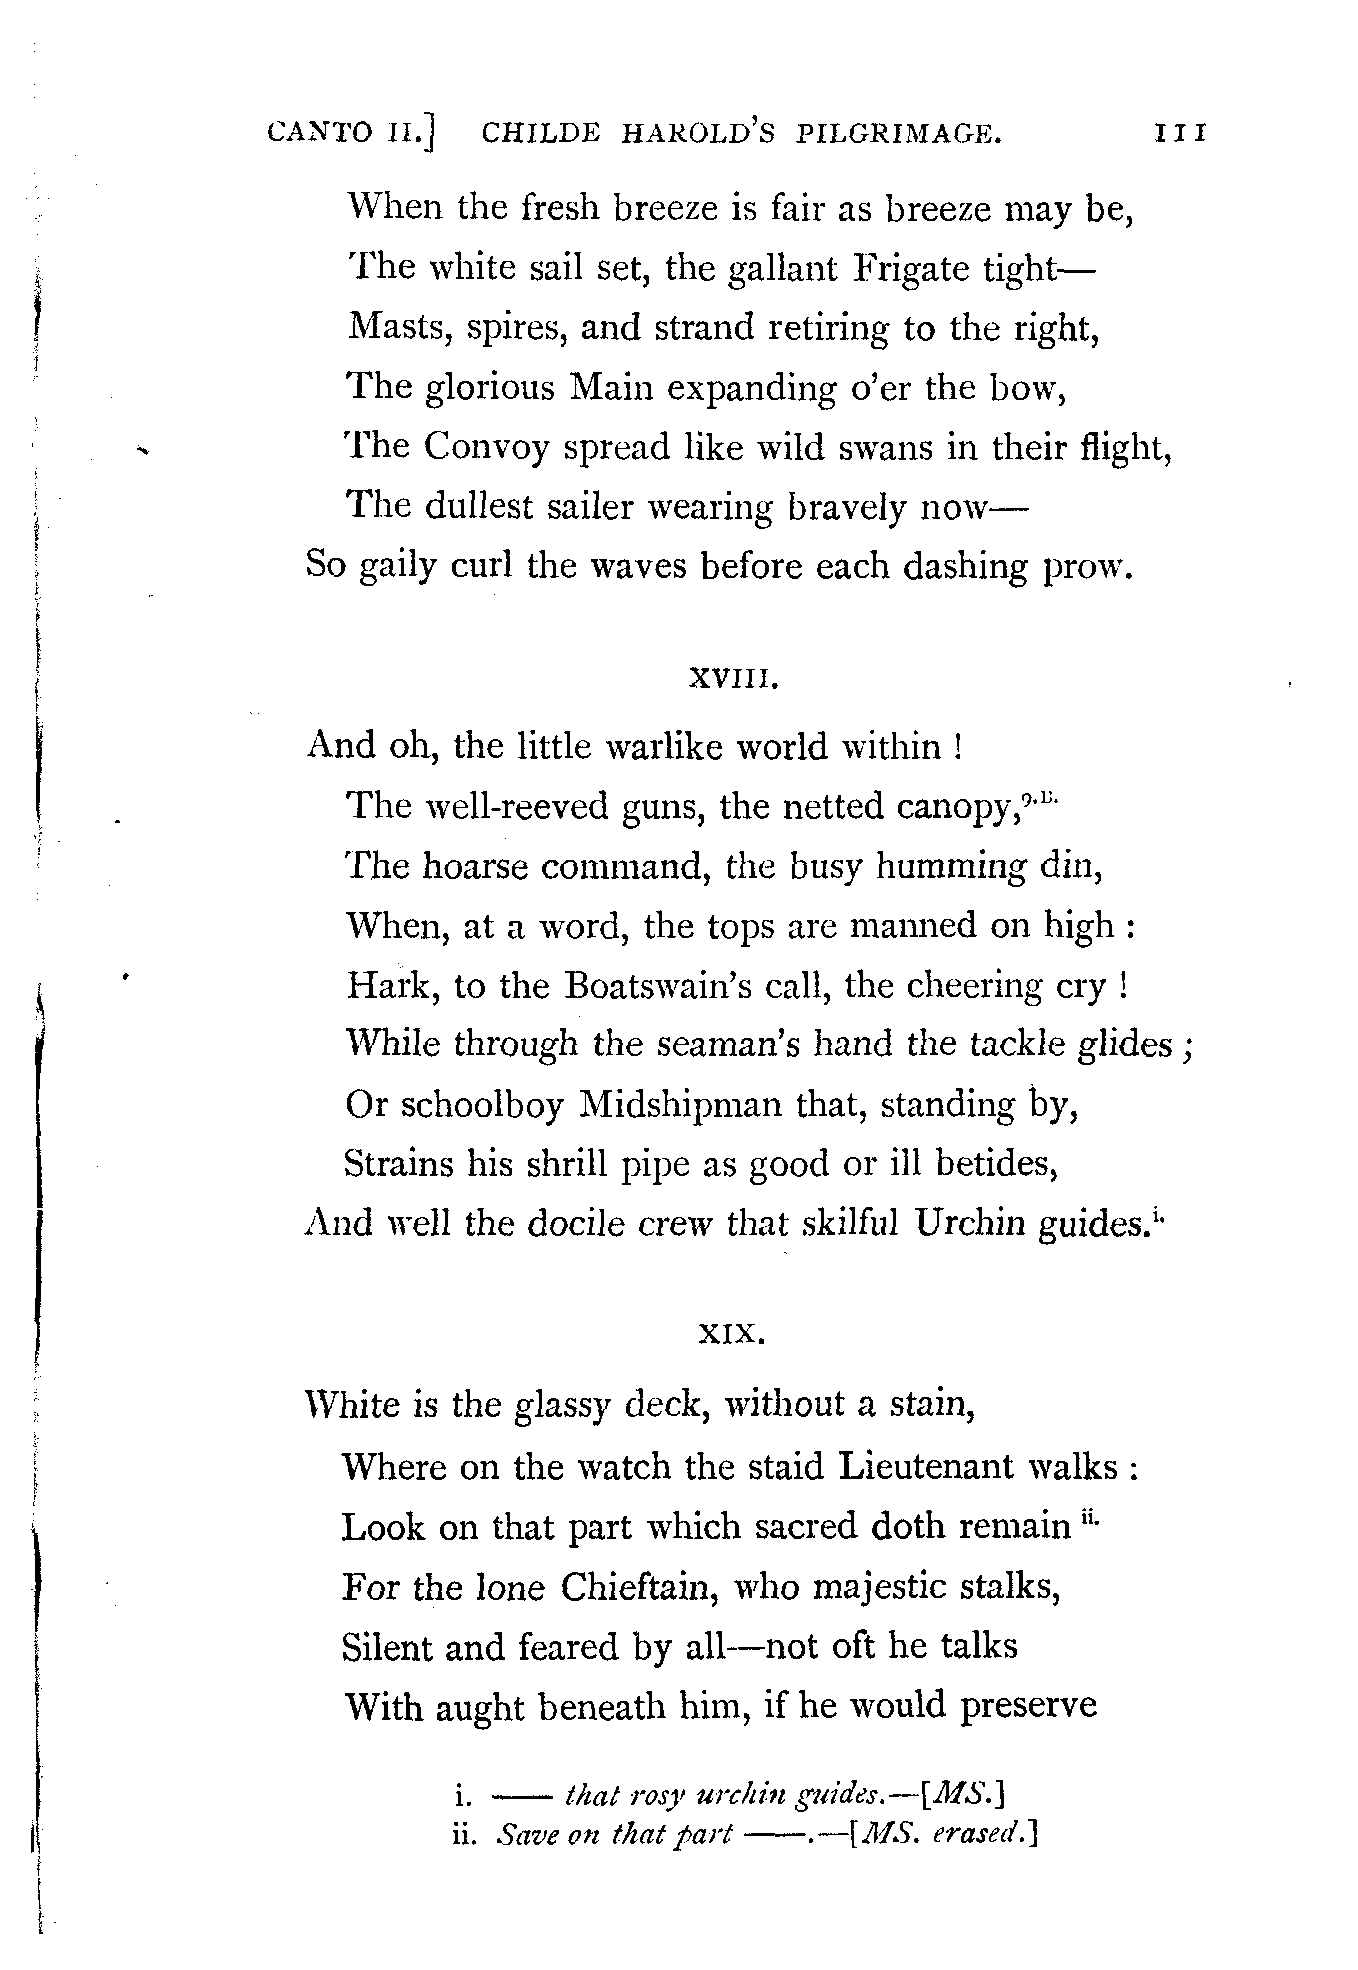 CANTO II.] CHILDE HAROLD'S PILGRIMAGE. 111
When the fresh breeze is fair as breeze may be,
The white sail set, the gallant Frigate tight—
Masts, spires, and strand retiring to the right,
The glorious Main expanding o'er the bow,
The Convoy spread like wild swans in their flight,
The dullest sailer wearing bravely now—
So gaily curl the waves before each dashing prow.
XVIII.
And oh, the little warlike world within !
The well-reeved guns, the netted canopy,9.B.
The hoarse command, the busy humming din,
When, at a word, the tops are manned on high :
Hark, to the Boatswain's call, the cheering cry !
While through the seaman's hand the tackle glides ;
Or schoolboy Midshipman that, standing by,
Strains his shrill pipe as good or ill betides,
And well the docile crew that skilful Urchin guides.i.
XIX.
White is the glassy deck, without a stain,
Where on the watch the staid Lieutenant walks :
Look on that part which sacred doth remain ii.
For the lone Chieftain, who majestic stalks,
Silent and feared by all—not oft he talks
With aught beneath him, if he would preserve
i. —— that rosy urchin guides.—[MS.]
ii. Save on that part ——.—[MS. erased.]